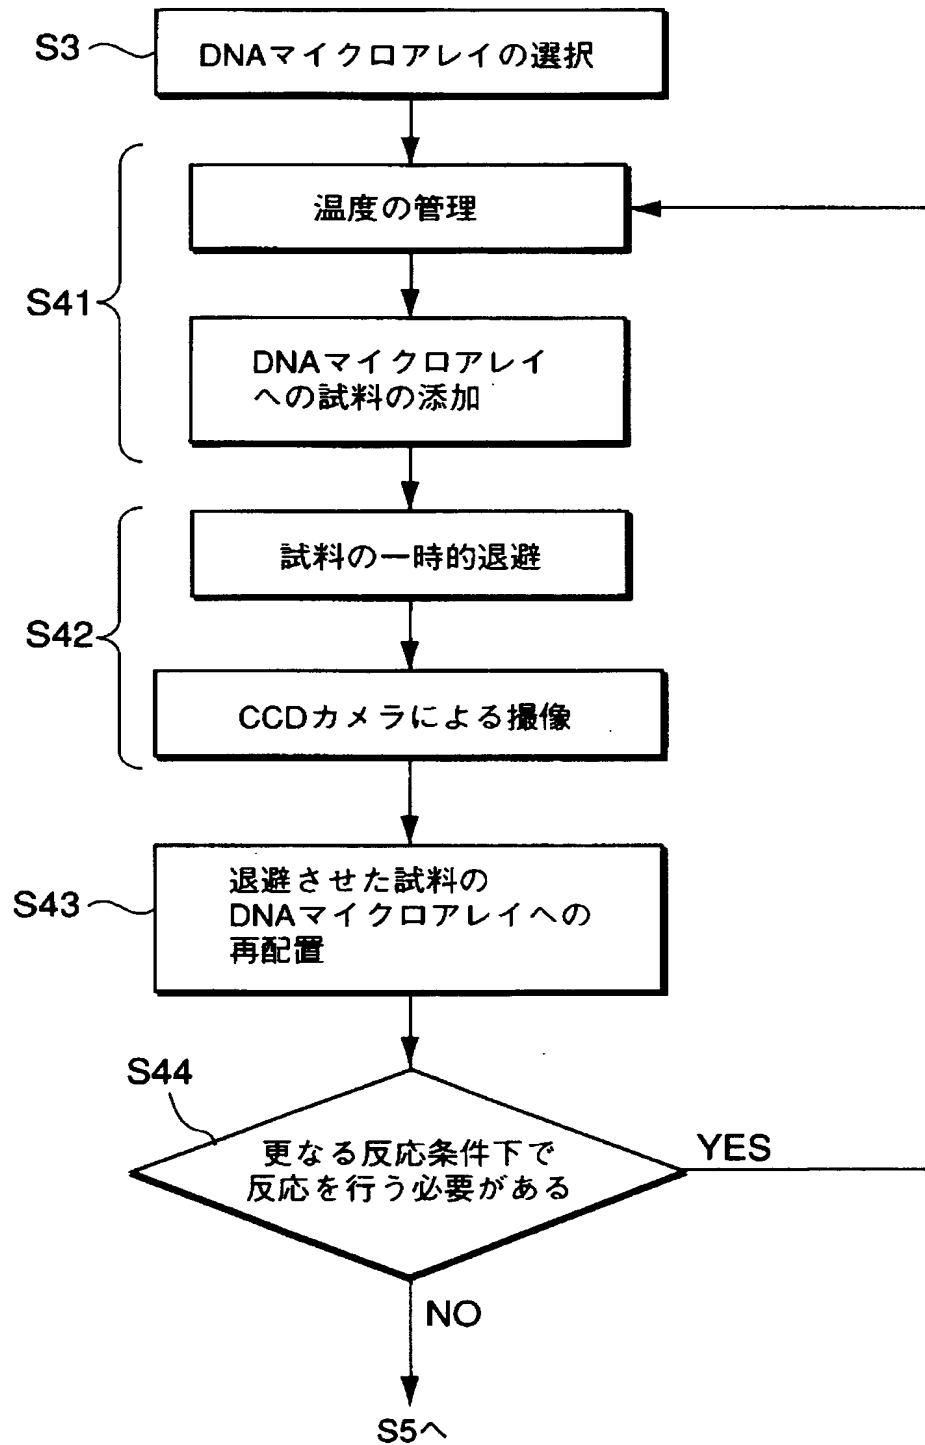 S3
DNAマイクロアレイの選択
温度の管理
S41
DNAマイクロアレイ
への試料の添加
試料の一時的退避
S42
CCDカメラによる撮像
S43
退避させた試料の
DNAマイクロアレイへの
再配置
S44
更なる反応条件下で
反応を行う必要がある
YES
NO
S5へ